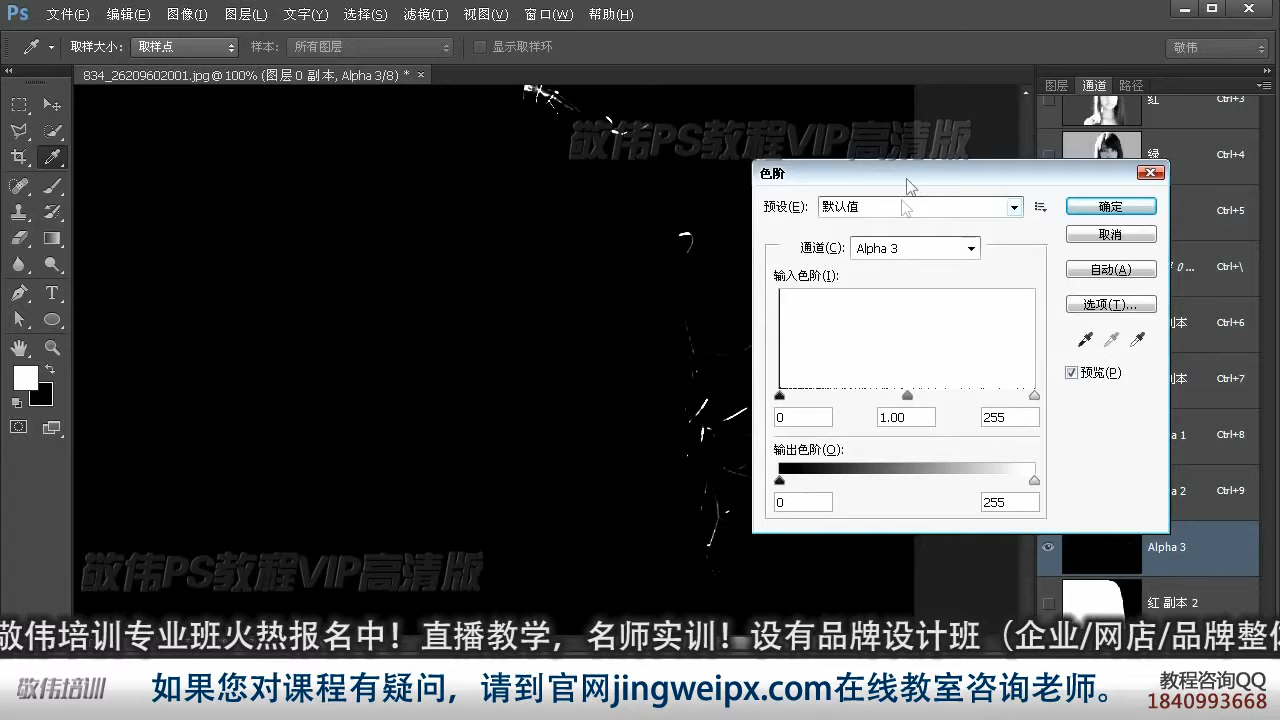 Ps 文件(F) 编辑(E) 图像(I) 图层(L) 文字(Y) 选择(S) 滤镜(T) 视图(V) 窗口(W) 帮助(H)
取样大小: 取样点 样本: 所有图层 显示取样环 敬伟
834_26209602001.jpg @ 100% (图层 0 副本, Alpha 3/8) * ×
图层 通道 路径
红 Ctrl+3
绿 Ctrl+4
Ctrl+5
0... Ctrl+\
副本 Ctrl+6
副本 Ctrl+7
a 1 Ctrl+8
a 2 Ctrl+9
Alpha 3
红 副本 2
敬伟PS教程VIP高清版
色阶
预设(E): 默认值
确定
取消
自动(A)
选项(T)...
预览(P)
通道(C): Alpha 3
输入色阶(I):
0 1.00 255
输出色阶(O):
0 255
敬伟PS教程VIP高清版
敬伟培训专业班火热报名中！直播教学，名师实训！设有品牌设计班（企业/网店/品牌整体
敬伟培训
如果您对课程有疑问，请到官网jingweipx.com在线教室咨询老师。
教程咨询QQ
1840993668